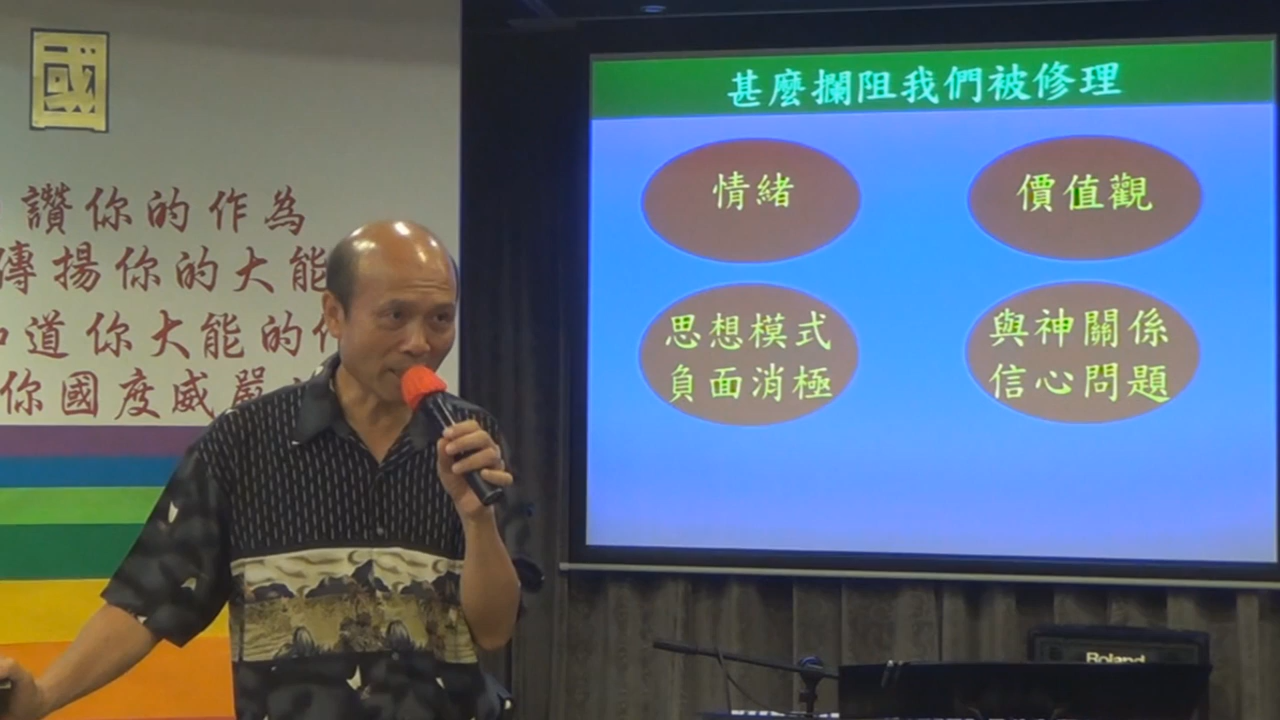 國
讚你的作為
傳揚你的大能
道你大能的
你國度威嚴
甚麼攔阻我們被修理
情緒
價值觀
思想模式
負面消極
與神關係
信心問題
Roland